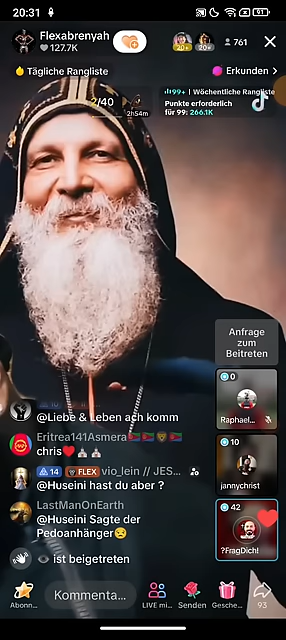 20:31
91
Flexabrenyah
127.7K
20+
20+
761
Tägliche Rangliste
Erkunden >
2/40
2h54m
99+ | Wöchentliche Rangliste
Punkte erforderlich
für 99: 266.1K
Anfrage
zum
Beitreten
0
Raphael...
10
jannychrist
42
?FragDich!
@Liebe & Leben ach komm
Eritrea141Asmera🇪🇷🇪🇷🦁🇪🇷
chris❤️
14 FLEX vio_lein // JES...
@Huseini hast du aber ?
LastManOnEarth
@Huseini Sagte der
Pedoanhänger😒
ist beigetreten
Abonn...
Kommenta...
LIVE mi...
Senden
Gesche...
93